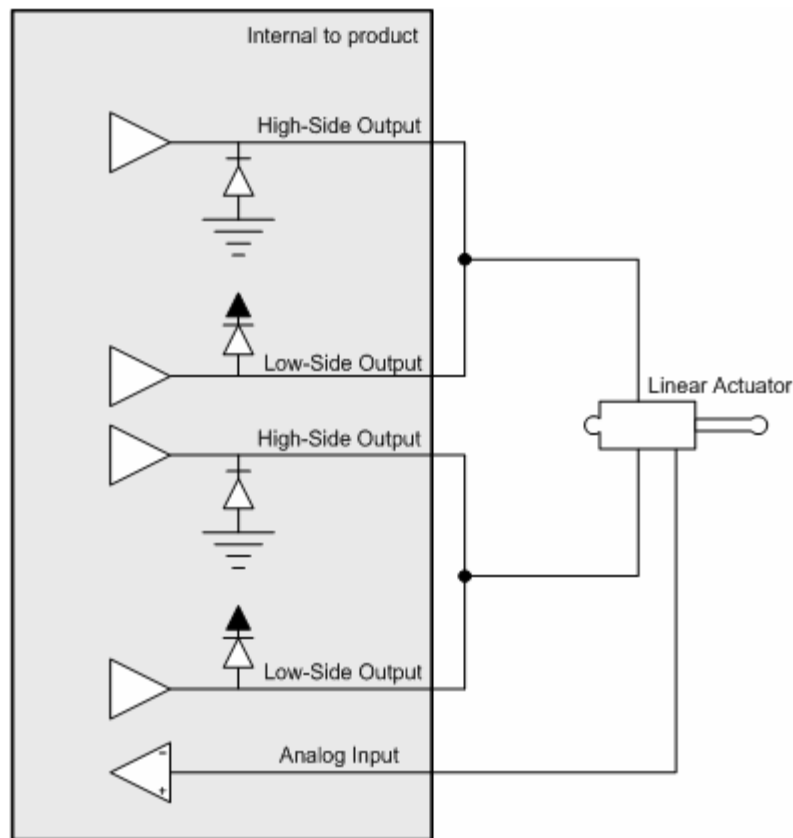 Internal to product
High-Side Output
Low-Side Output
Linear Actuator
High-Side Output
Low-Side Output
Analog Input
-
+